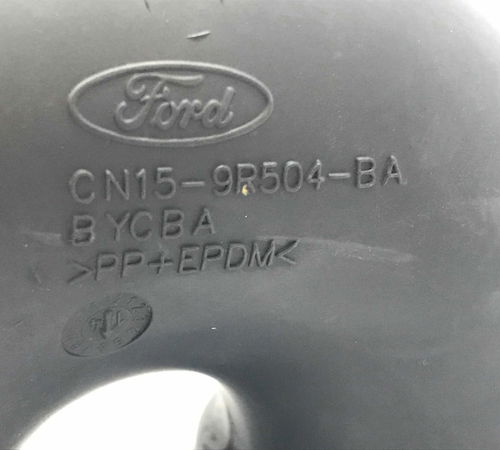 Ford
CN15-9R504-BA
BYCBA
>PP+EPDM<